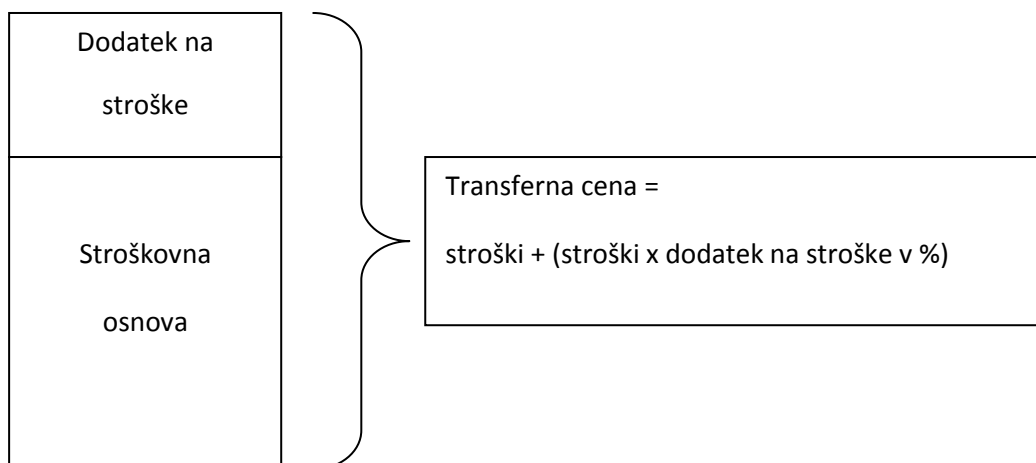 Dodatek na
stroške
Stroškovna
osnova
Transferna cena =
stroški + (stroški x dodatek na stroške v %)